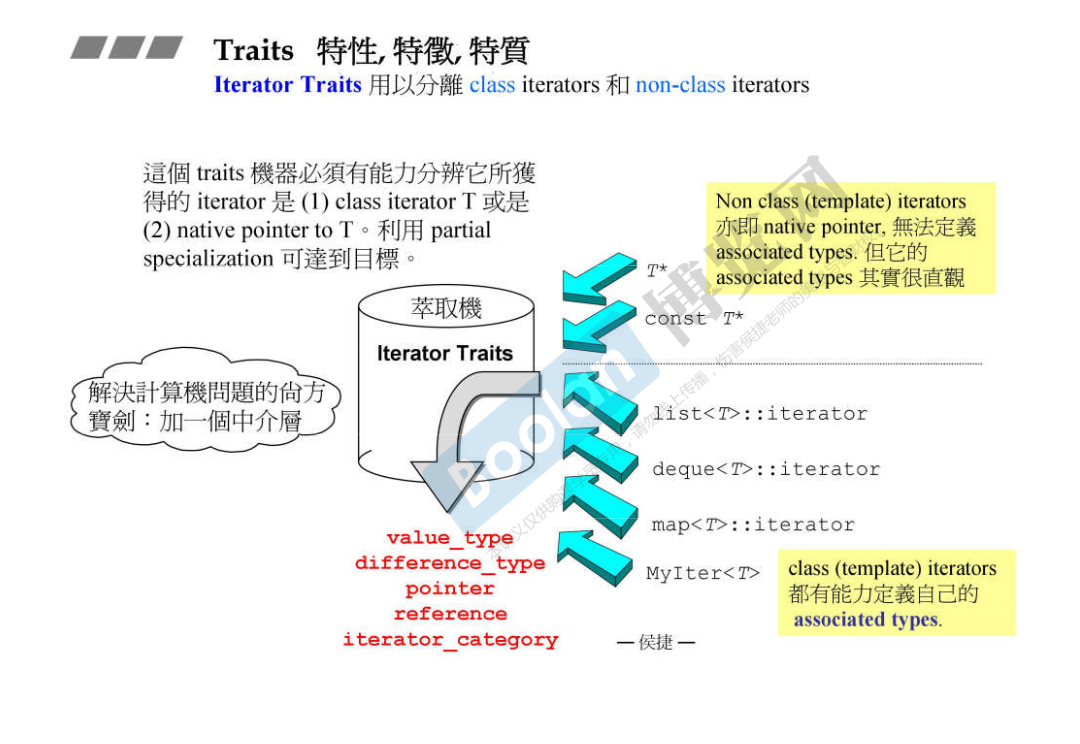 Traits 特性, 特徵, 特質
Iterator Traits 用以分離 class iterators 和 non-class iterators
這個 traits 機器必須有能力分辨它所獲
得的 iterator 是 (1) class iterator T 或是
(2) native pointer to T。利用 partial
specialization 可達到目標。
Non class (template) iterators
亦即 native pointer, 無法定義
associated types. 但它的
associated types 其實很直觀
T*
const T*
萃取機
Iterator Traits
解決計算機問題的尚方
寶劍：加一個中介層
list<T>::iterator
deque<T>::iterator
map<T>::iterator
MyIter<T>
value_type
difference_type
pointer
reference
iterator_category
class (template) iterators
都有能力定義自己的
associated types.
— 侯捷 —
Boolan 博览网